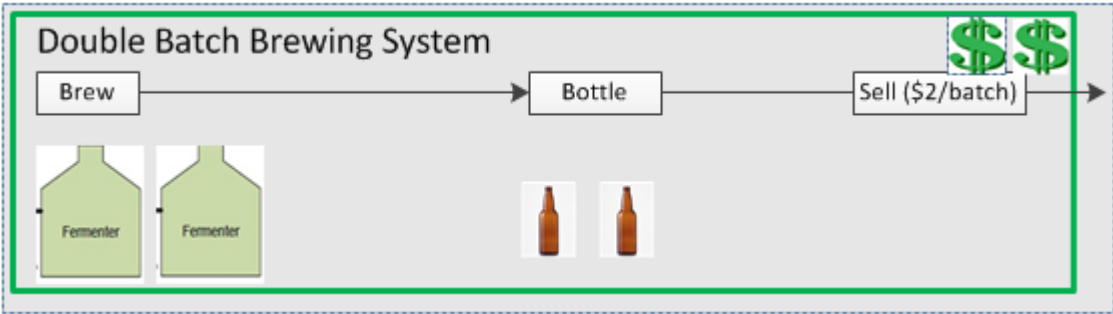 Double Batch Brewing System
$ $
Brew
Bottle
Sell ($2/batch)
Fermenter
Fermenter